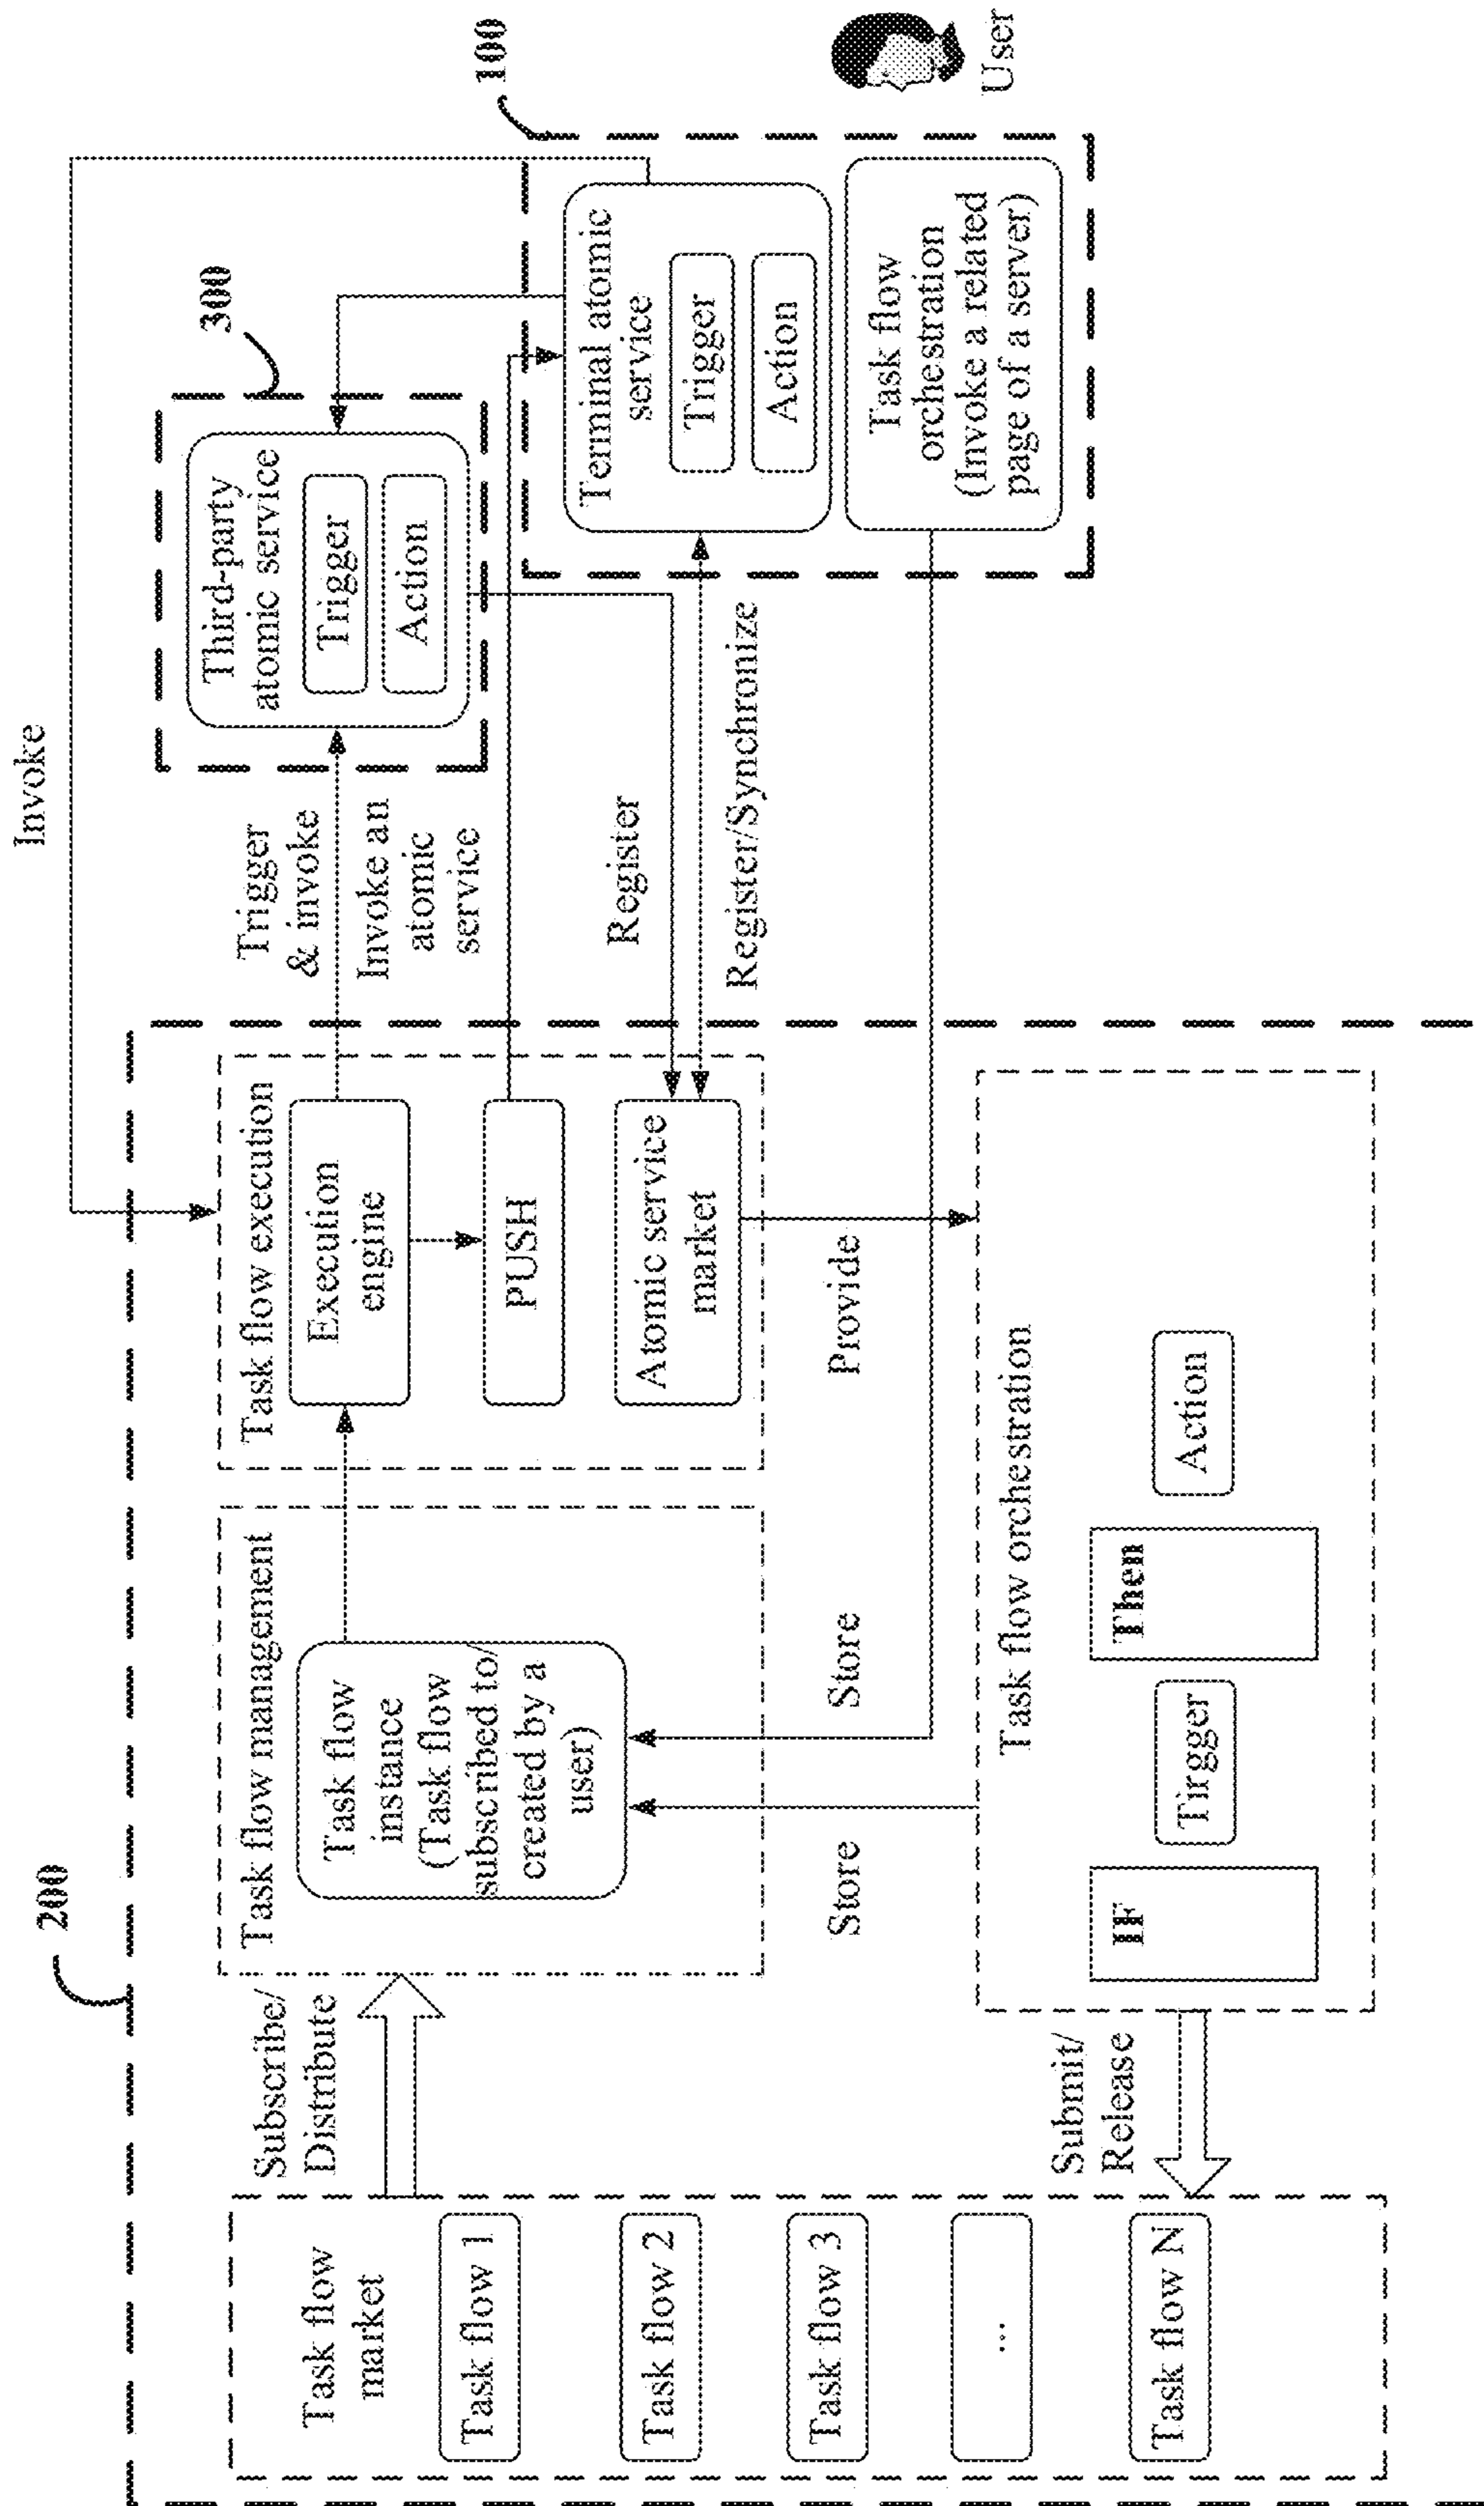 200
Task flow
market
Task flow 1
Task flow 2
Task flow 3
...
Task flow N
Subscribe/
Distribute
Submit/
Release
Task flow management
Task flow
instance
(Task flow
subscribed to/
created by a
user)
Store
Store
Task flow orchestration
IF
Tirgger
Then
Action
Task flow execution
Execution
engine
PUSH
Atomic service
market
Provide
Invoke
Trigger
& invoke
Invoke an
atomic
service
Register
Register/Synchronize
300
Third-party
atomic service
Trigger
Action
100
Terminal atomic
service
Trigger
Action
Task flow
orchestration
(Invoke a related
page of a server)
User